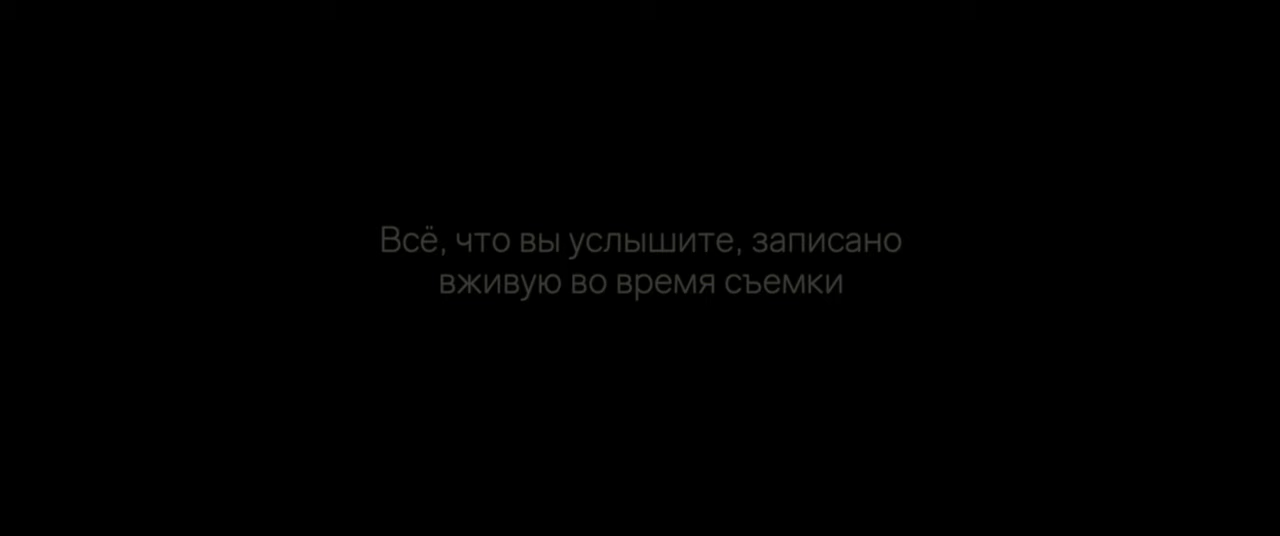 Всё, что вы услышите, записано
вживую во время съемки